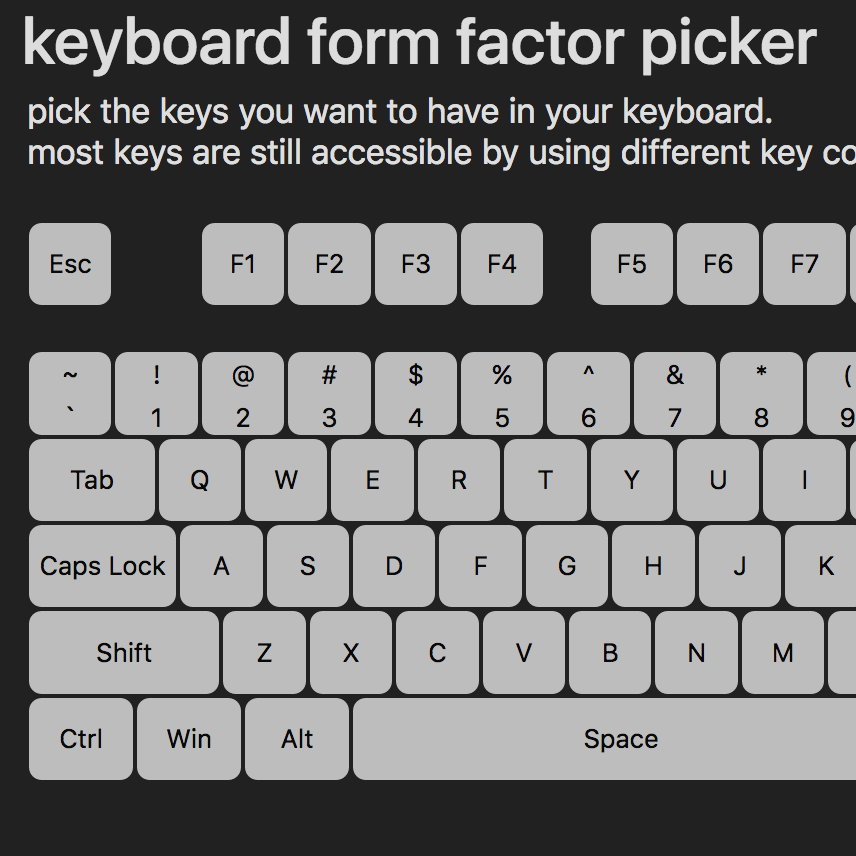 keyboard form factor picker
pick the keys you want to have in your keyboard.
most keys are still accessible by using different key co
Esc F1 F2 F3 F4 F5 F6 F7
~ ! @ # $ % ^ & * (
` 1 2 3 4 5 6 7 8 9
Tab Q W E R T Y U I
Caps Lock A S D F G H J K
Shift Z X C V B N M
Ctrl Win Alt Space